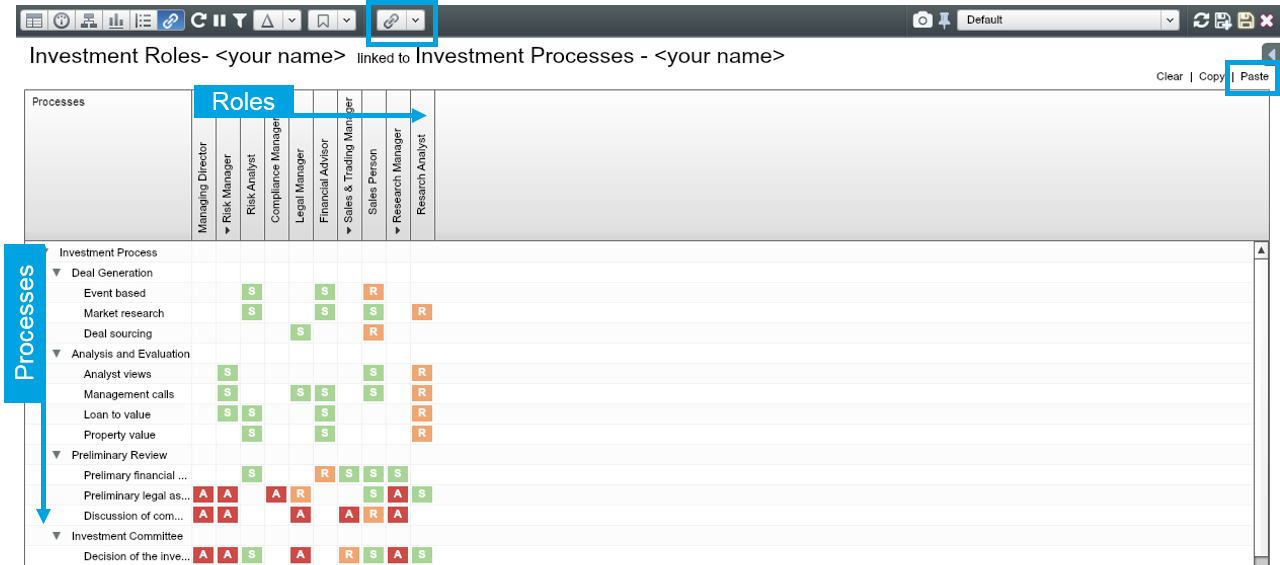 Default
Investment Roles- <your name> linked to Investment Processes - <your name>
Clear | Copy | Paste
Processes
Roles
Managing Director
Risk Manager
Risk Analyst
Compliance Manager
Legal Manager
Financial Advisor
Sales & Trading Manager
Sales Person
Research Manager
Resarch Analyst
Processes
Investment Process
Deal Generation
Event based S S R
Market research S S S R
Deal sourcing S R
Analysis and Evaluation
Analyst views S S R
Management calls S S S S R
Loan to value S S S R
Property value S S R
Preliminary Review
Prelimary financial ... S R S S S
Preliminary legal as... A A A R S A S
Discussion of com... A A A A R A
Investment Committee
Decision of the inve... A A S A R S A S